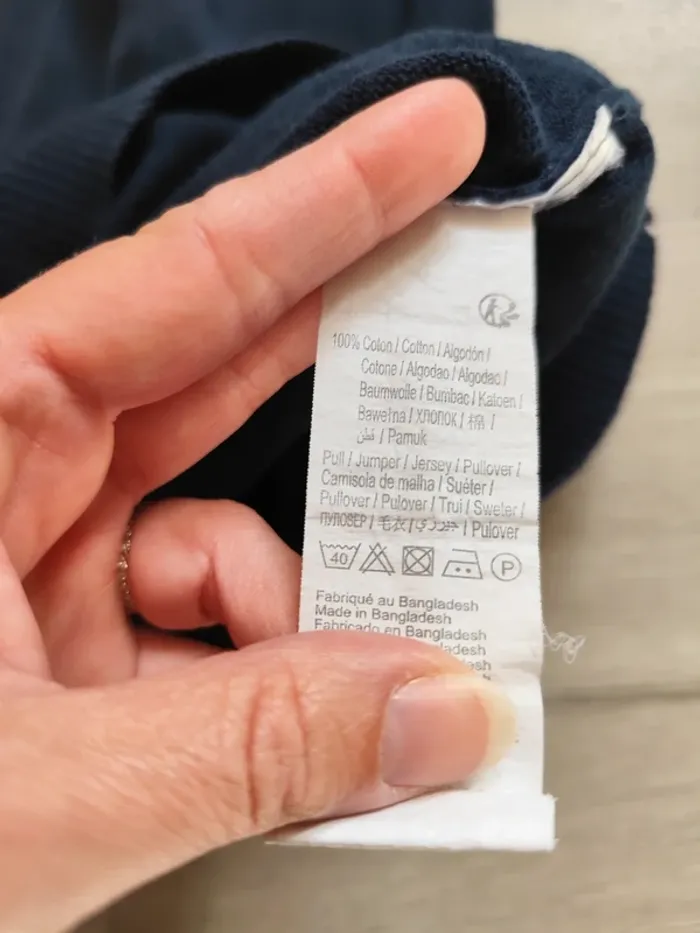 100% Coton / Cotton / Algodón /
Cotone / Algodao / Algodao /
Baumwolle / Bumbac / Katoen /
Bawełna / ХЛОПОК / 棉 /
قطن / Pamuk
Pull / Jumper / Jersey / Pullover /
Camisola de malha / Suéter /
Pullover / Pulover / Trui / Sweter /
ПУЛОВЕР / 毛衣 / جيرزي / Pulover
40 P
Fabriqué au Bangladesh
Made in Bangladesh
Fabricado en Bangladesh